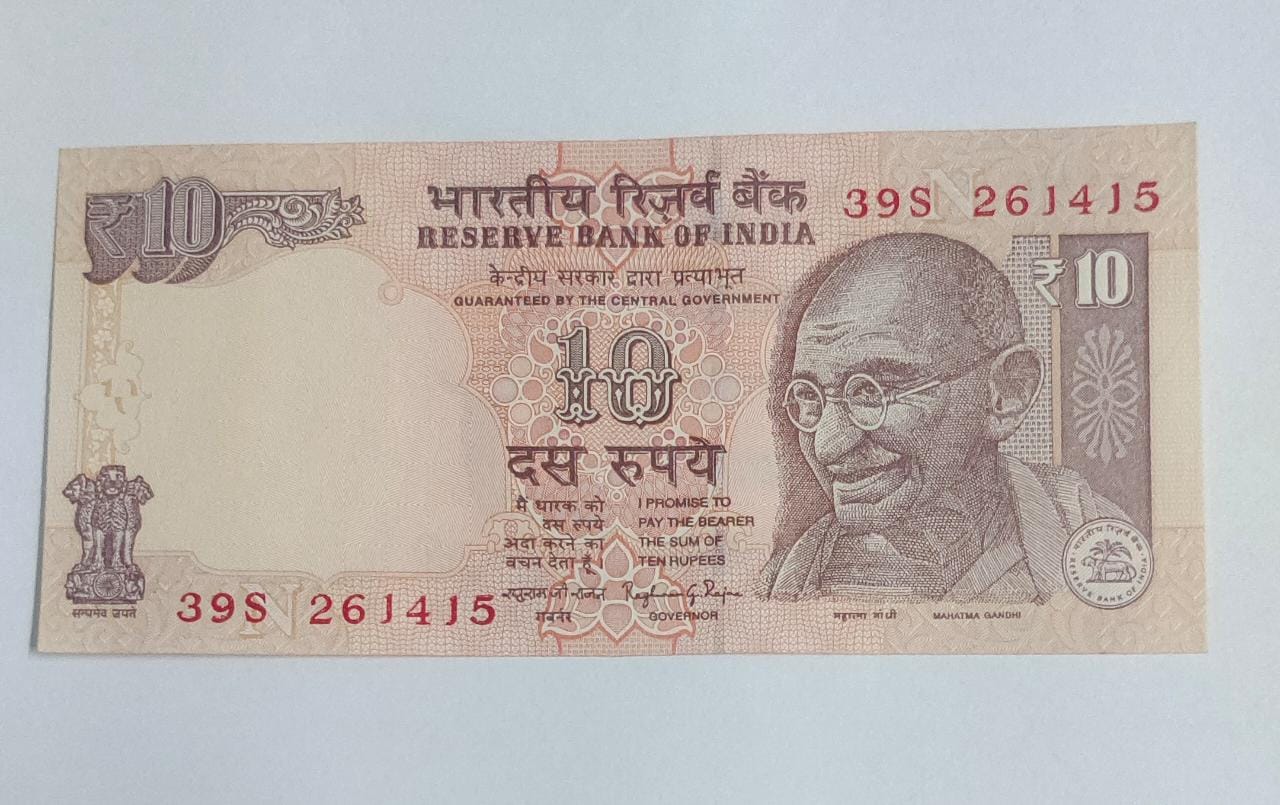 ₹10
भारतीय रिज़र्व बैंक
RESERVE BANK OF INDIA
39S 261415
केन्द्रीय सरकार द्वारा प्रत्याभूत
GUARANTEED BY THE CENTRAL GOVERNMENT
₹10
10
दस रुपये
मैं धारक को
दस रुपये
अदा करने का
वचन देता हूँ
I PROMISE TO
PAY THE BEARER
THE SUM OF
TEN RUPEES
रघुराम जी राजन
Raghuram G. Rajan
गवर्नर
GOVERNOR
सत्यमेव जयते
39S 261415
N
N
महात्मा गांधी
MAHATMA GANDHI
भारतीय रिज़र्व बैंक
RESERVE BANK OF INDIA